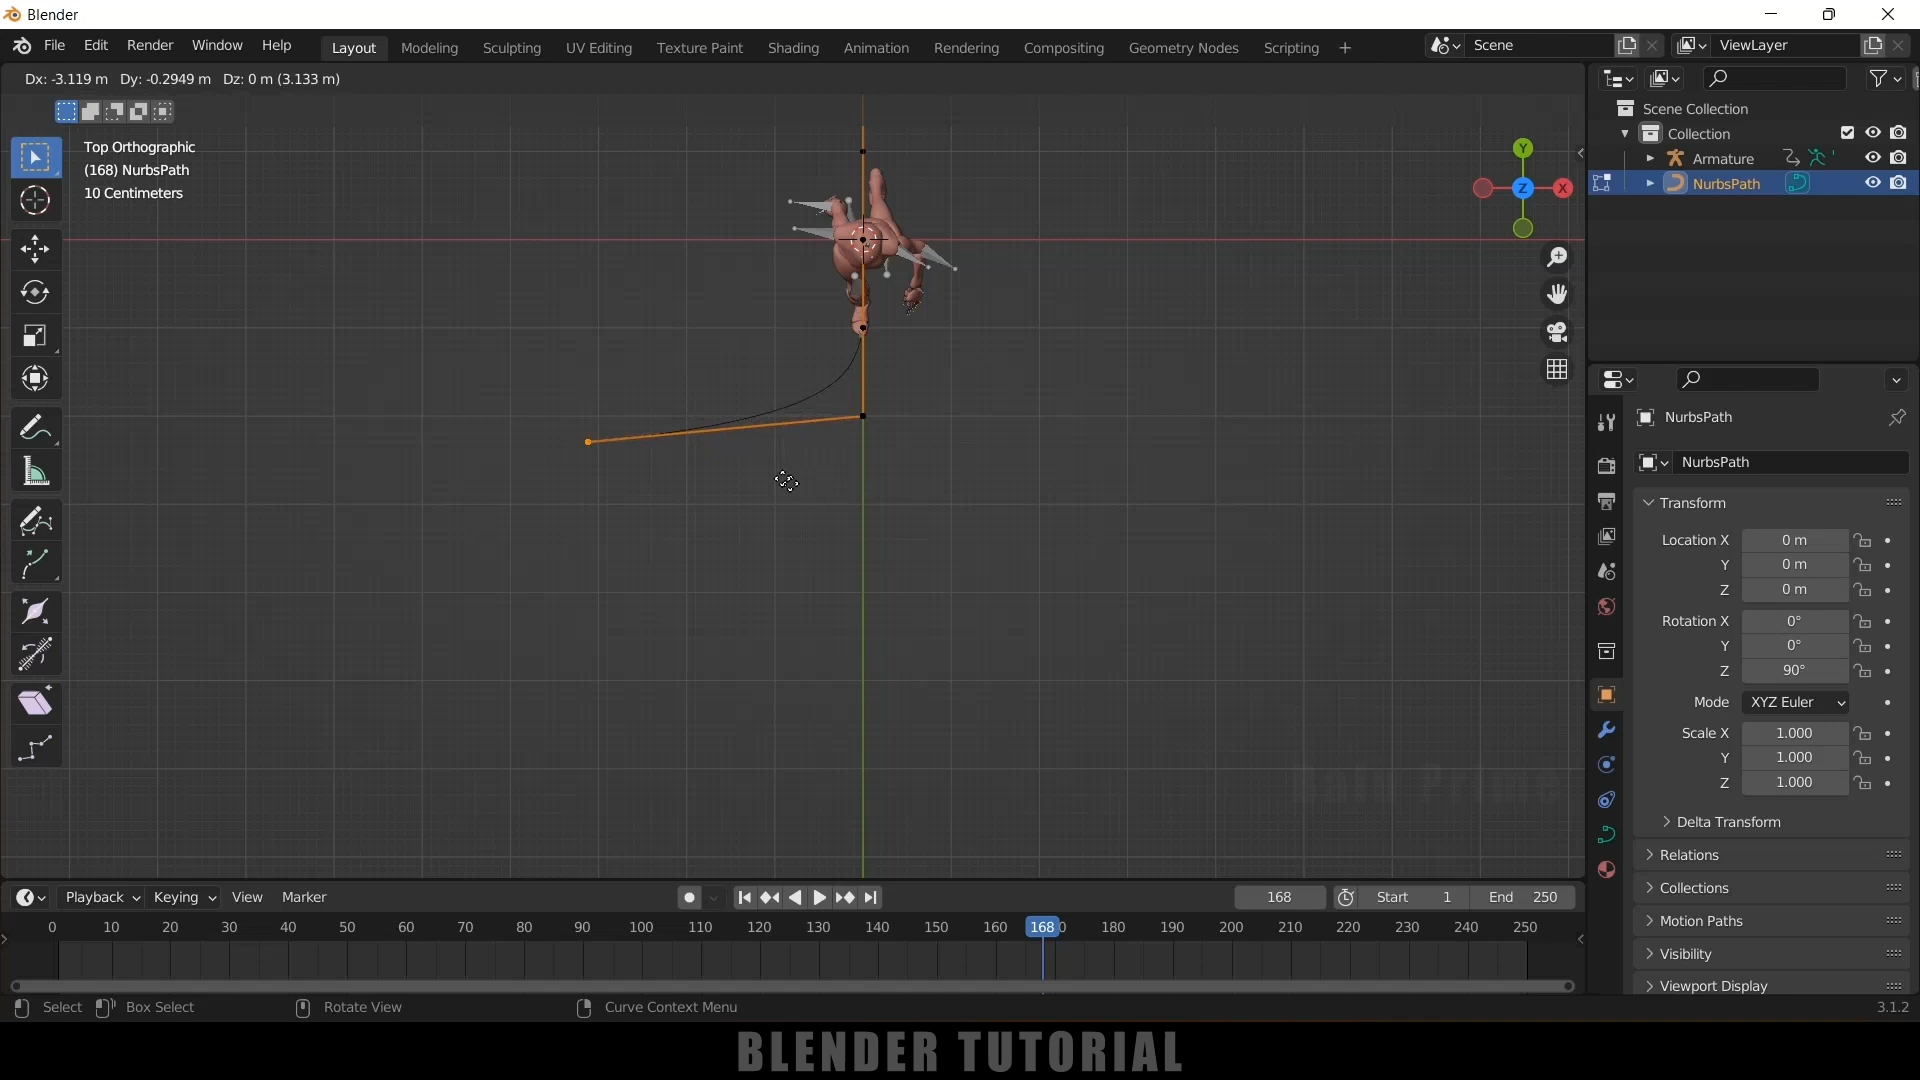 Blender
File Edit Render Window Help Layout Modeling Sculpting UV Editing Texture Paint Shading Animation Rendering Compositing Geometry Nodes Scripting + Scene ViewLayer
Dx: -3.119 m Dy: -0.2949 m Dz: 0 m (3.133 m)
Top Orthographic
(168) NurbsPath
10 Centimeters
Y
Z
X
Scene Collection
Collection
Armature
NurbsPath
NurbsPath
NurbsPath
Transform
Location X 0 m
Y 0 m
Z 0 m
Rotation X 0°
Y 0°
Z 90°
Mode XYZ Euler
Scale X 1.000
Y 1.000
Z 1.000
Delta Transform
Relations
Collections
Motion Paths
Visibility
Viewport Display
Balu Prime
Playback Keying View Marker 168 Start 1 End 250
0 10 20 30 40 50 60 70 80 90 100 110 120 130 140 150 160 168 0 180 190 200 210 220 230 240 250
Select Box Select Rotate View Curve Context Menu 3.1.2
BLENDER TUTORIAL